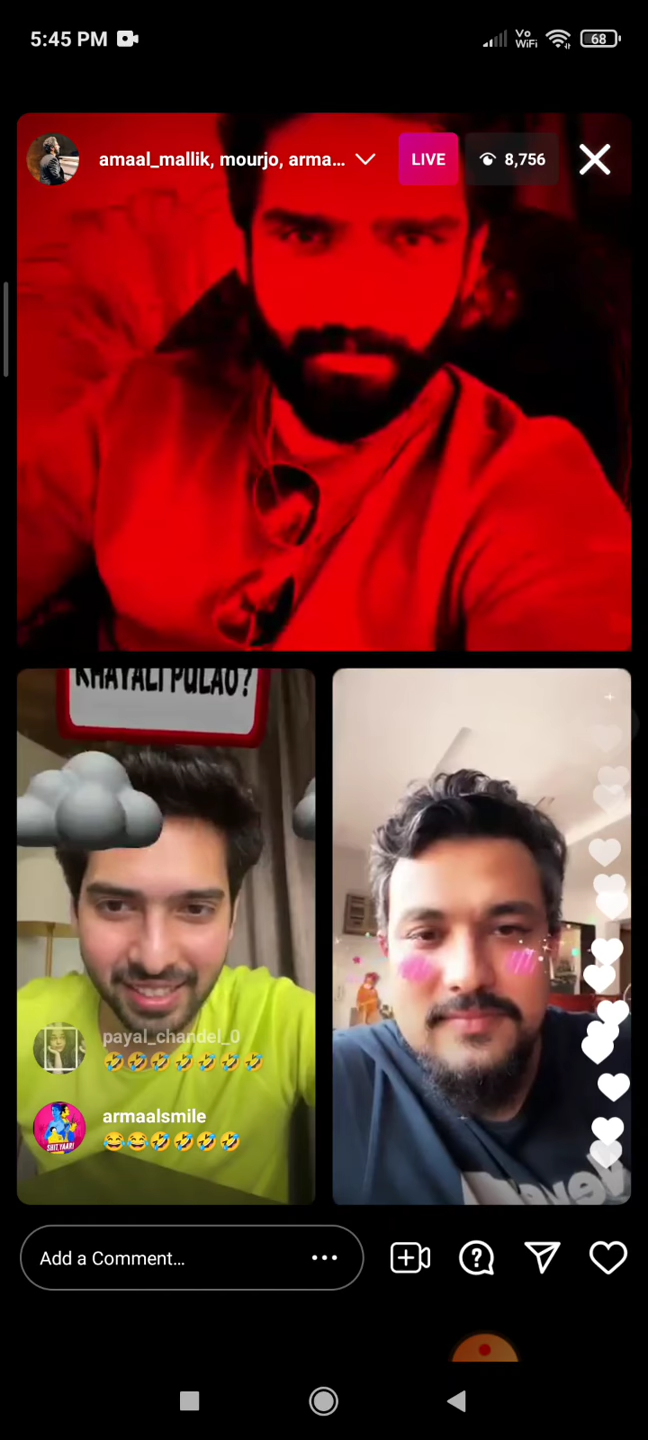 5:45 PM
Vo
WiFi
68
amaal_mallik, mourjo, arma...
LIVE
8,756
KHAYALI PULAO?
payal_chandel_0
🤣🤣🤣🤣🤣🤣🤣
armaalsmile
😂😂🤣🤣🤣🤣
SHIT.YAAR!
Add a Comment...